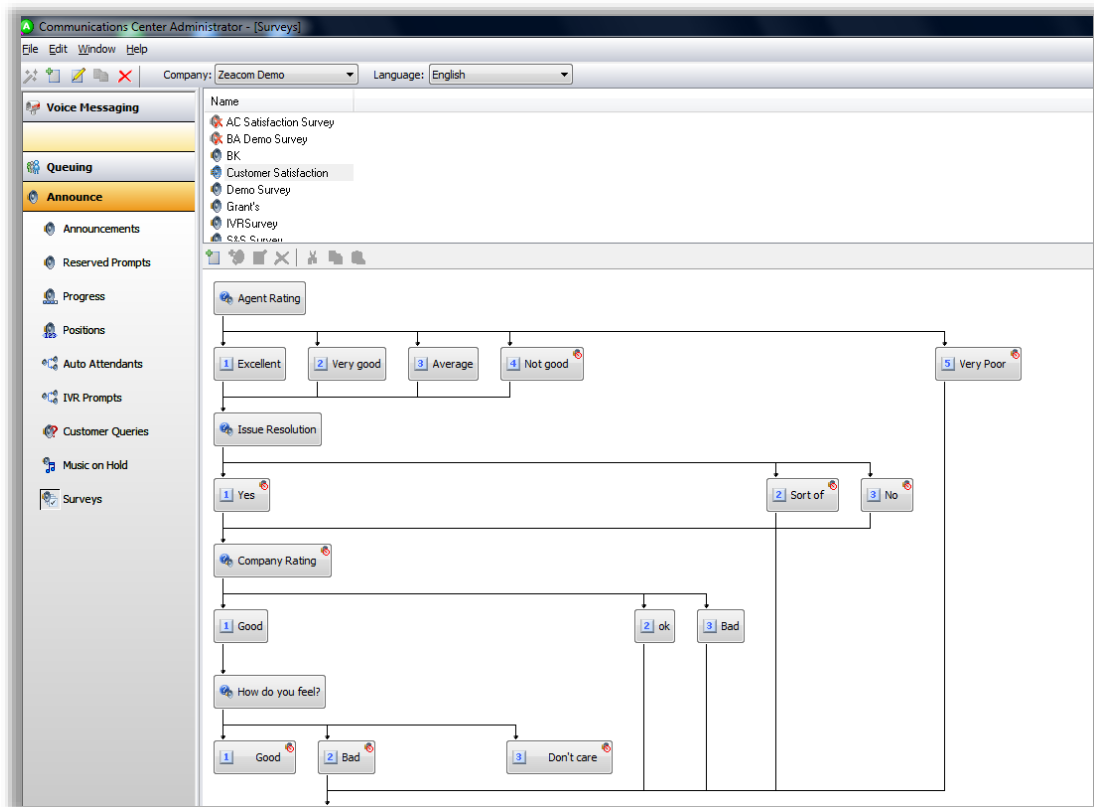 Communications Center Administrator - [Surveys]
File Edit Window Help
Company: Zeacom Demo Language: English
Voice Messaging
Queuing
Announce
Announcements
Reserved Prompts
Progress
Positions
Auto Attendants
IVR Prompts
Customer Queries
Music on Hold
Surveys
Name
AC Satisfaction Survey
BA Demo Survey
BK
Customer Satisfaction
Demo Survey
Grant's
IVRSurvey
S&S Survey
Agent Rating
1 Excellent 2 Very good 3 Average 4 Not good 5 Very Poor
Issue Resolution
1 Yes 2 Sort of 3 No
Company Rating
1 Good 2 ok 3 Bad
How do you feel?
1 Good 2 Bad 3 Don't care